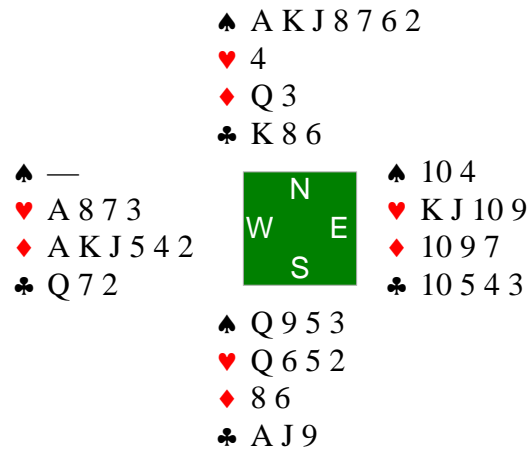 ♠ A K J 8 7 6 2
♥ 4
♦ Q 3
♣ K 8 6
♠ —
♥ A 8 7 3
♦ A K J 5 4 2
♣ Q 7 2
N
W E
S
♠ 10 4
♥ K J 10 9
♦ 10 9 7
♣ 10 5 4 3
♠ Q 9 5 3
♥ Q 6 5 2
♦ 8 6
♣ A J 9